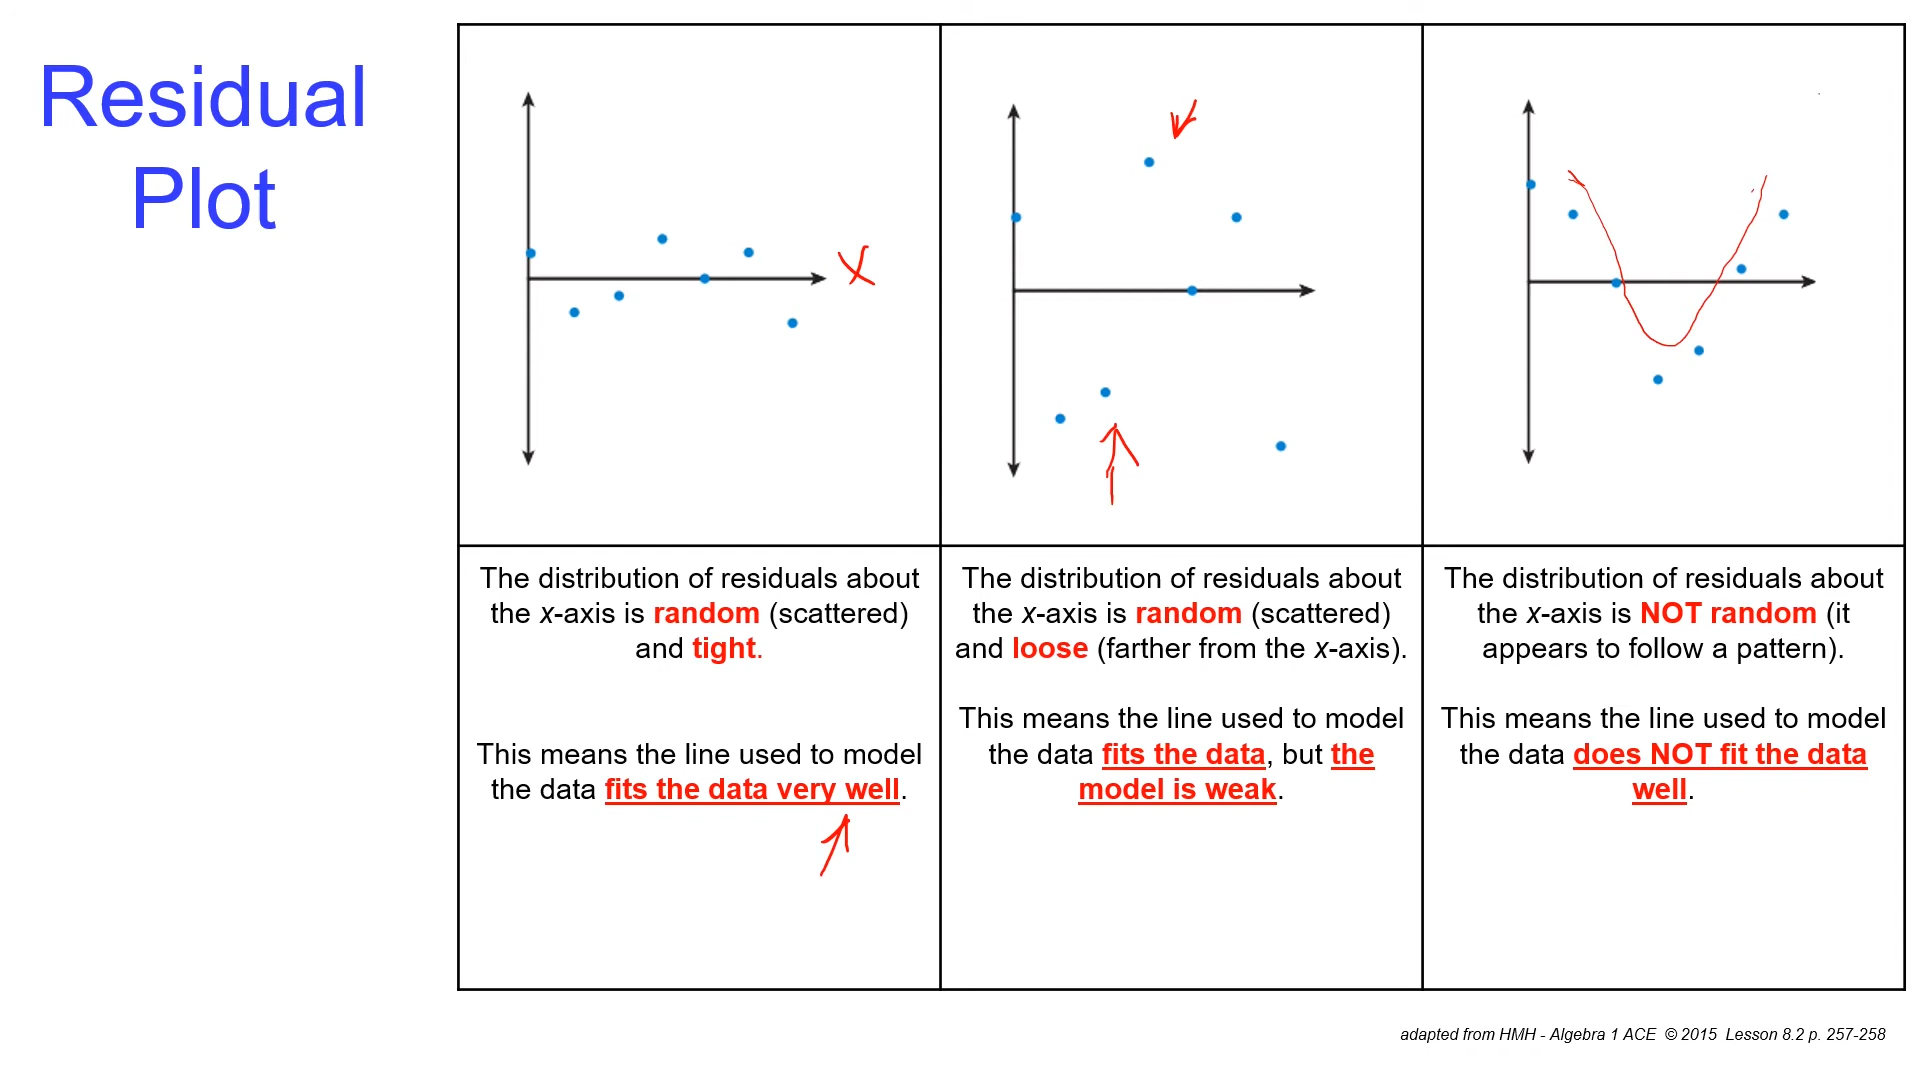 Residual
Plot
X
The distribution of residuals about
the x-axis is random (scattered)
and tight.
This means the line used to model
the data fits the data very well.
The distribution of residuals about
the x-axis is random (scattered)
and loose (farther from the x-axis).
This means the line used to model
the data fits the data, but the
model is weak.
The distribution of residuals about
the x-axis is NOT random (it
appears to follow a pattern).
This means the line used to model
the data does NOT fit the data
well.
adapted from HMH - Algebra 1 ACE © 2015 Lesson 8.2 p. 257-258